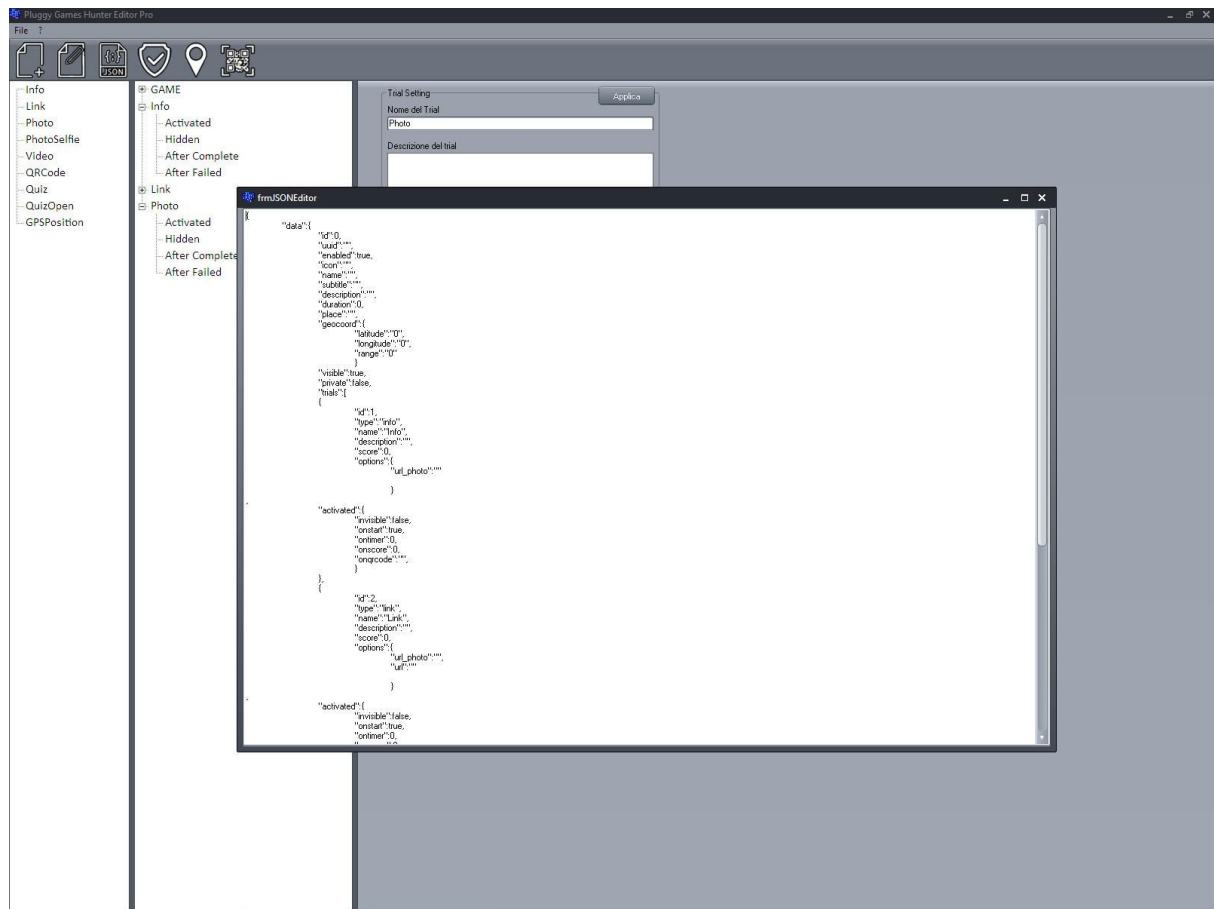 Pluggy Games Hunter Editor Pro
File ?
JSON
Info
Link
Photo
PhotoSelfie
Video
QRCode
Quiz
QuizOpen
GPSPosition
GAME
Info
Activated
Hidden
After Complete
After Failed
Link
Photo
Activated
Hidden
After Complete
After Failed
Trial Setting
Applica
Nome del Trial
Photo
Descrizione del trial
frmJSONEditor
{
"data":{
"id":0,
"uuid":"",
"enabled":true,
"icon":"",
"name":"",
"subtitle":"",
"description":"",
"duration":0,
"place":"",
"geocoord":{
"latitude":"0",
"longitude":"0",
"range":"0"
}
"visible":true,
"private":false,
"trials":[
{
"id":1,
"type":"info",
"name":"Info",
"description":"",
"score":0,
"options":{
"url_photo":""
}
,
"activated":{
"invisible":false,
"onstart":true,
"ontimer":0,
"onscore":0,
"onqrcode":"",
}
},
{
"id":2,
"type":"link",
"name":"Link",
"description":"",
"score":0,
"options":{
"url_photo":"",
"url":""
}
,
"activated":{
"invisible":false,
"onstart":true,
"ontimer":0,